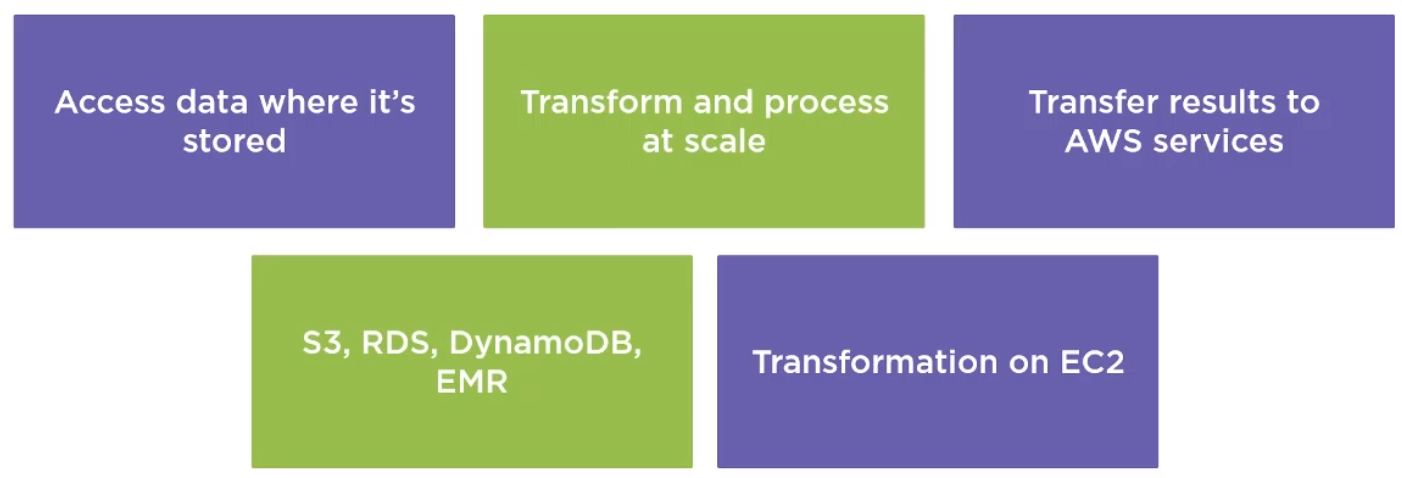 Access data where it's
stored
Transform and process
at scale
Transfer results to
AWS services
S3, RDS, DynamoDB,
EMR
Transformation on EC2